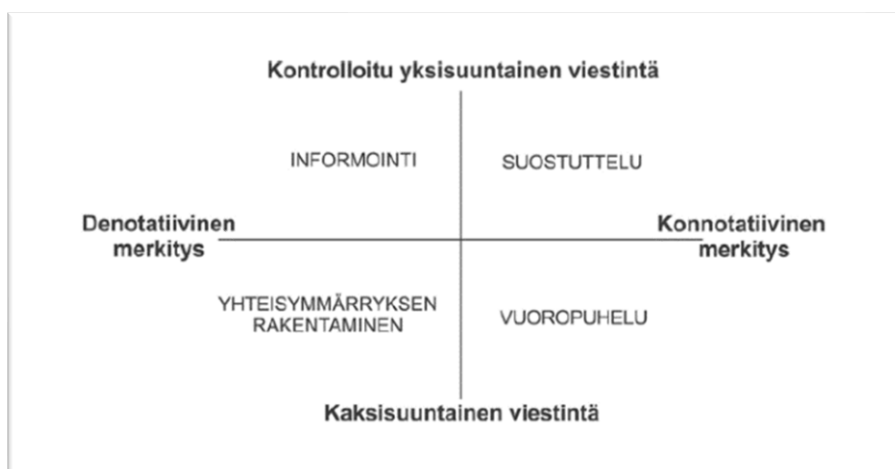 Kontrolloitu yksisuuntainen viestintä
INFORMOINTI
SUOSTUTTELU
Denotatiivinen
merkitys
Konnotatiivinen
merkitys
YHTEISYMMÄRRYKSEN
RAKENTAMINEN
VUOROPUHELU
Kaksisuuntainen viestintä